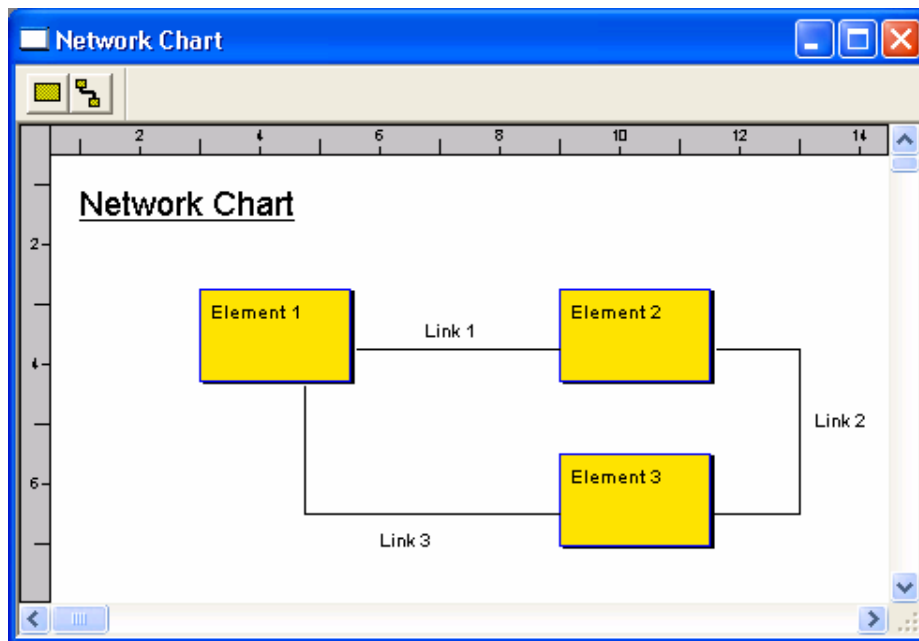 Network Chart
2 4 6 8 10 12 14
Network Chart
2
Element 1 Element 2
Link 1
4
Link 2
Element 3
6
Link 3